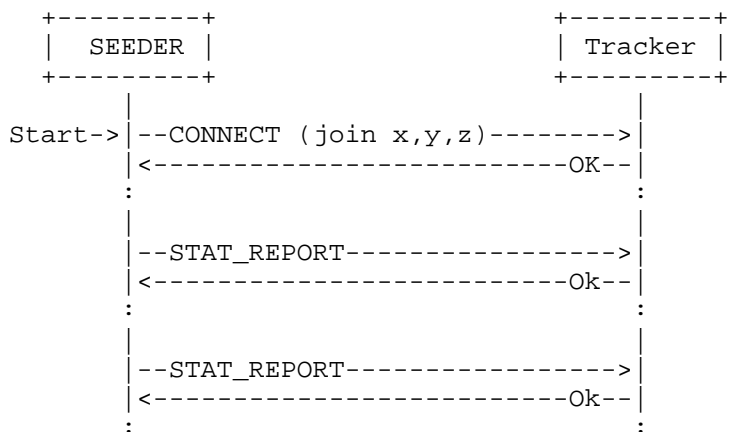 +---------+                    +---------+
|  SEEDER |                    | Tracker |
+---------+                    +---------+
     |                              |
Start->|--CONNECT (join x,y,z)-------->|
     |<---------------------------OK--|
     :                              :
     |                              |
     |--STAT_REPORT----------------->|
     |<---------------------------Ok--|
     :                              :
     |                              |
     |--STAT_REPORT----------------->|
     |<---------------------------Ok--|
     :                              :